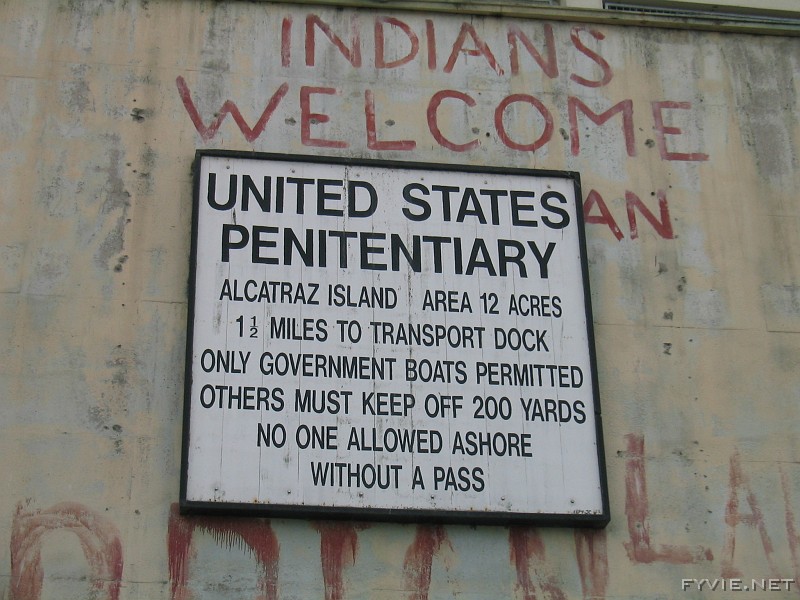 INDIANS
WELCOME
UNITED STATES
PENITENTIARY
ALCATRAZ ISLAND AREA 12 ACRES
1½ MILES TO TRANSPORT DOCK
ONLY GOVERNMENT BOATS PERMITTED
OTHERS MUST KEEP OFF 200 YARDS
NO ONE ALLOWED ASHORE
WITHOUT A PASS
FYVIE.NET